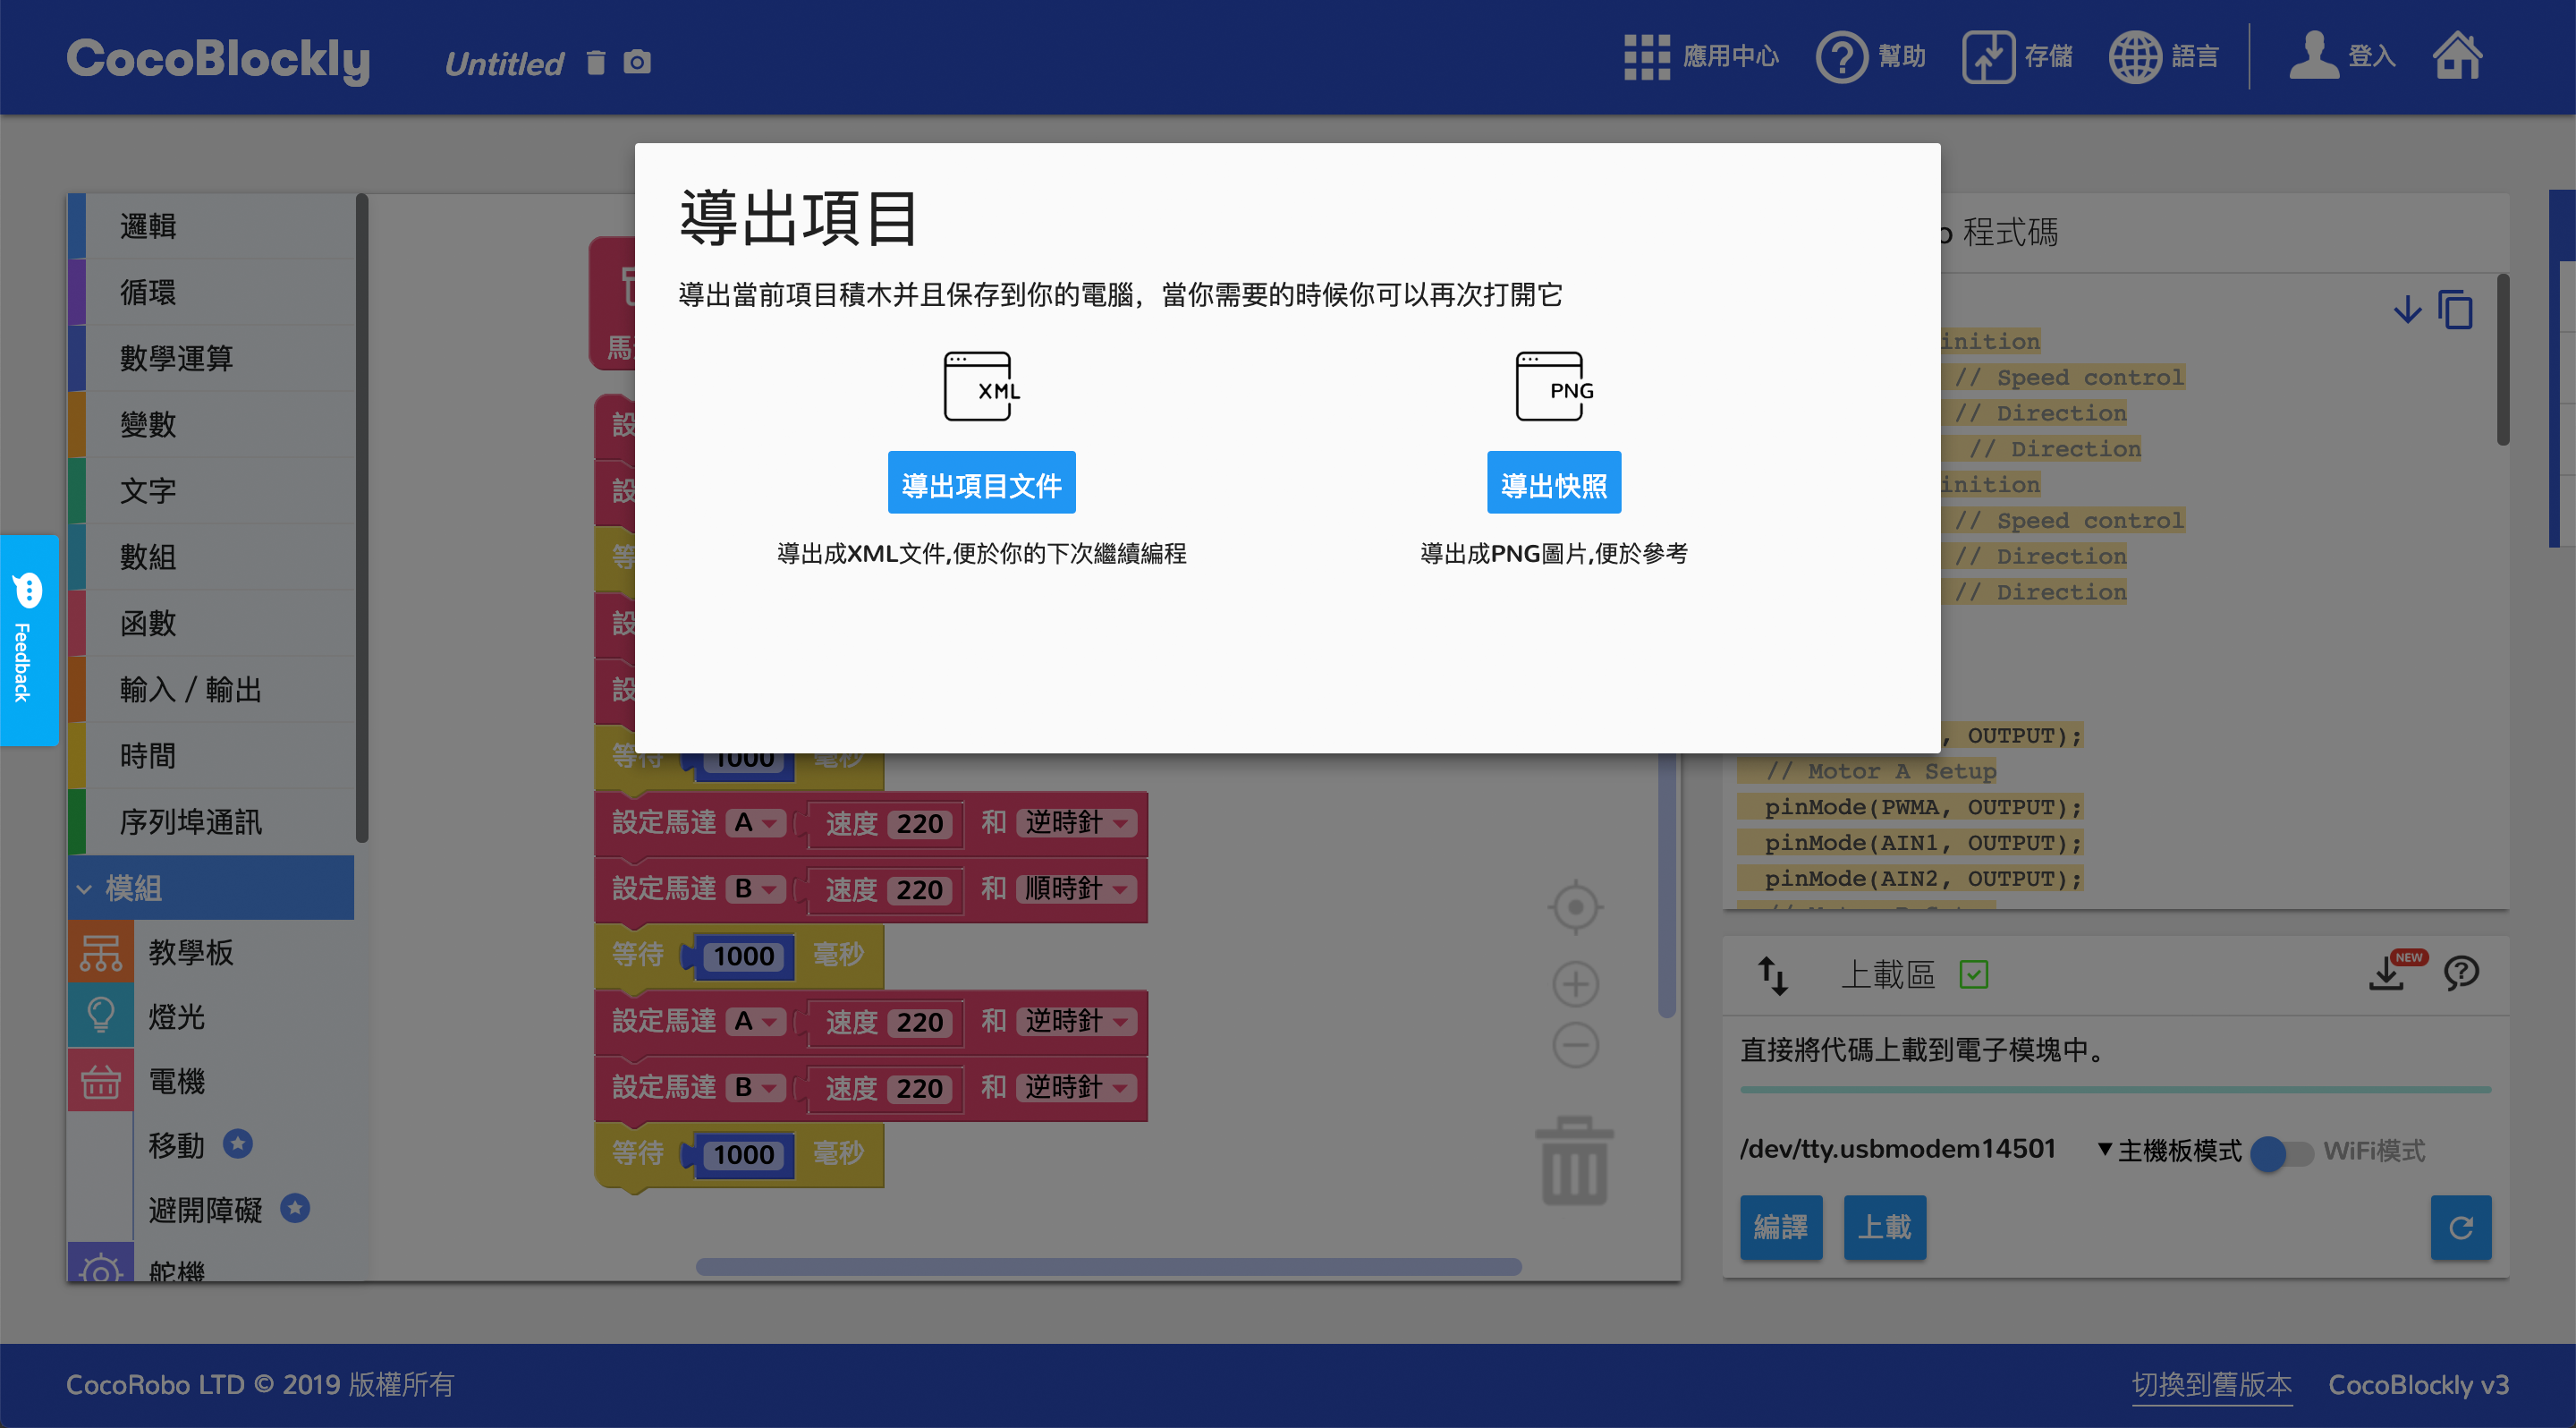 CocoBlockly
Untitled
應用中心
幫助
存儲
語言
登入
導出項目
導出當前項目積木并且保存到你的電腦，當你需要的時候你可以再次打開它
XML
PNG
導出項目文件
導出快照
導出成XML文件,便於你的下次繼續編程
導出成PNG圖片,便於參考
邏輯
循環
數學運算
變數
文字
數組
函數
輸入 / 輸出
時間
序列埠通訊
模組
教學板
燈光
電機
移動
避開障礙
舵機
Feedback
馬
設
設
等
設
設
等待 1000 毫秒
設定馬達 A 速度 220 和 逆時針
設定馬達 B 速度 220 和 順時針
等待 1000 毫秒
設定馬達 A 速度 220 和 逆時針
設定馬達 B 速度 220 和 逆時針
等待 1000 毫秒
o 程式碼
inition
// Speed control
// Direction
// Direction
inition
// Speed control
// Direction
// Direction
, OUTPUT);
// Motor A Setup
pinMode(PWMA, OUTPUT);
pinMode(AIN1, OUTPUT);
pinMode(AIN2, OUTPUT);
上載區
NEW
直接將代碼上載到電子模塊中。
/dev/tty.usbmodem14501
▼主機板模式
WiFi模式
編譯
上載
CocoRobo LTD © 2019 版權所有
切換到舊版本
CocoBlockly v3